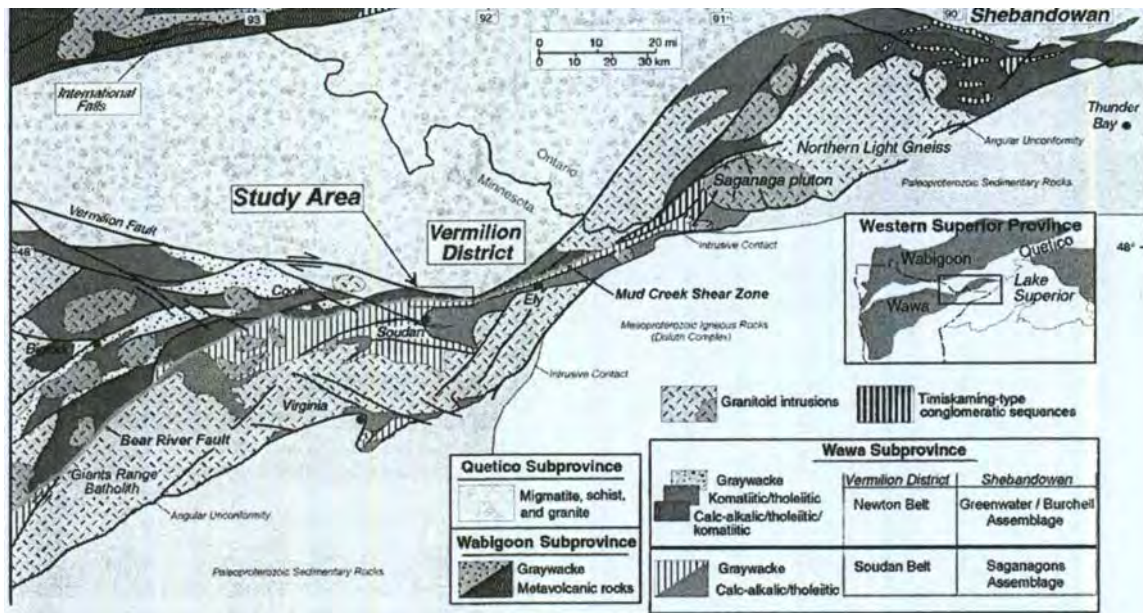 93
92
91
90
Shebandowan
0 10 20 mi
0 10 20 30 km
International
Falls
Thunder
Bay
Angular Unconformity
Northern Light Gneiss
Ontario
Minnesota
Saganaga pluton
Paleoproterozoic Sedimentary Rocks
Study Area
Vermilion Fault
Vermilion
District
Intrusive Contact
Western Superior Province
Quetico
Wabigoon
Lake
Superior
Wawa
48°
48°
Cook
Ely
Mud Creek Shear Zone
Soudan
Mesoproterozoic Igneous Rocks
(Duluth Complex)
Intrusive Contact
Virginia
Granitoid intrusions
Timiskaming-type
conglomeratic sequences
Bear River Fault
Giants Range
Batholith
Angular Unconformity
Paleoproterozoic Sedimentary Rocks
Quetico Subprovince
Migmatite, schist,
and granite
Wabigoon Subprovince
Graywacke
Metavolcanic rocks
Wawa Subprovince
Vermilion District
Shebandowan
Graywacke
Komatiitic/tholeiitic
Calc-alkalic/tholeiitic/
komatiitic
Newton Belt
Greenwater / Burchell
Assemblage
Graywacke
Calc-alkalic/tholeiitic
Soudan Belt
Saganagons
Assemblage